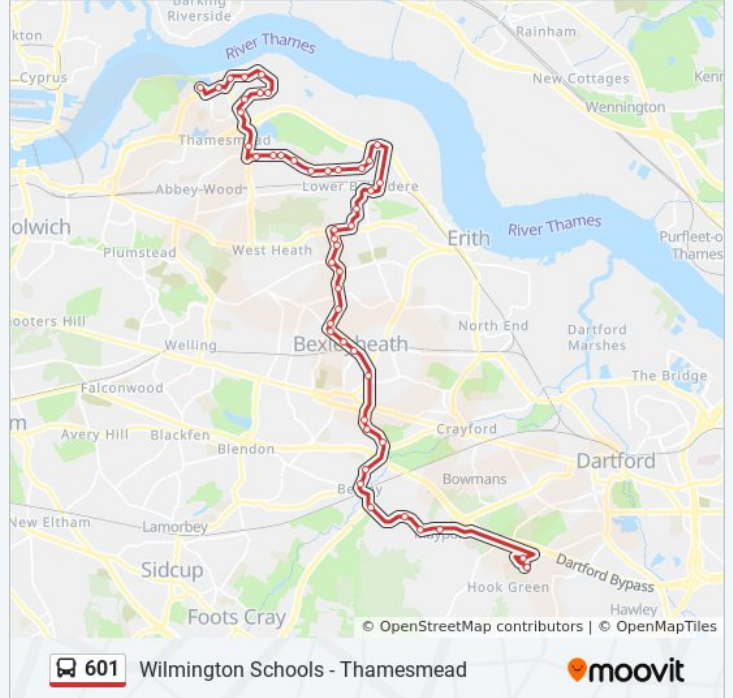 Barking
Riverside
kton
Rainham
River Thames
Cyprus
New Cottages
Kenn
Wennington
Thamesmead
Abbey-Wood
Lower Belvedere
olwich
River Thames
Erith
Plumstead
West Heath
Purfleet-o
Thames
ooters Hill
North End
Dartford
Marshes
Welling
Bexleyheath
The Bridge
Falconwood
m
Avery Hill
Blackfen
Crayford
Blendon
Dartford
Bexley
Bowmans
New Eltham
Lamorbey
Maypole
Sidcup
Dartford Bypass
Hook Green
Hawley
Foots Cray
© OpenStreetMap contributors | © OpenMapTiles
601 Wilmington Schools - Thamesmead
moovit